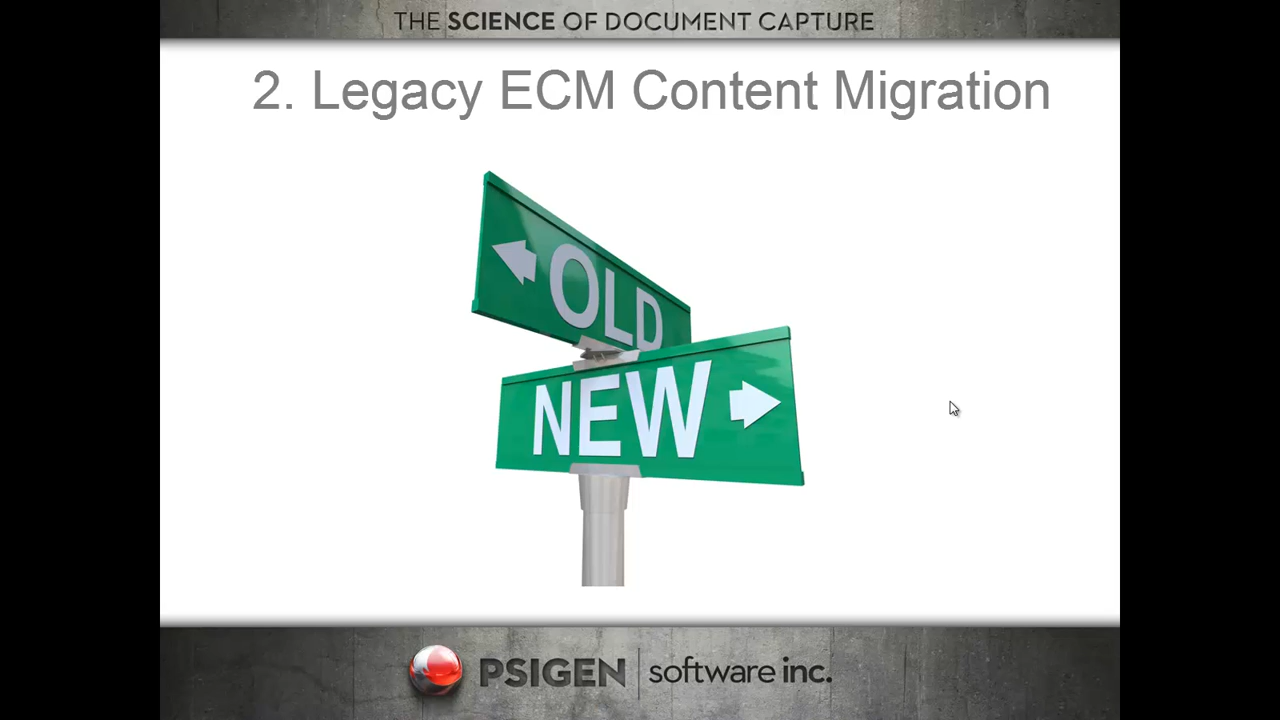 THE SCIENCE OF DOCUMENT CAPTURE
2. Legacy ECM Content Migration
OLD
NEW
PSIGEN software inc.